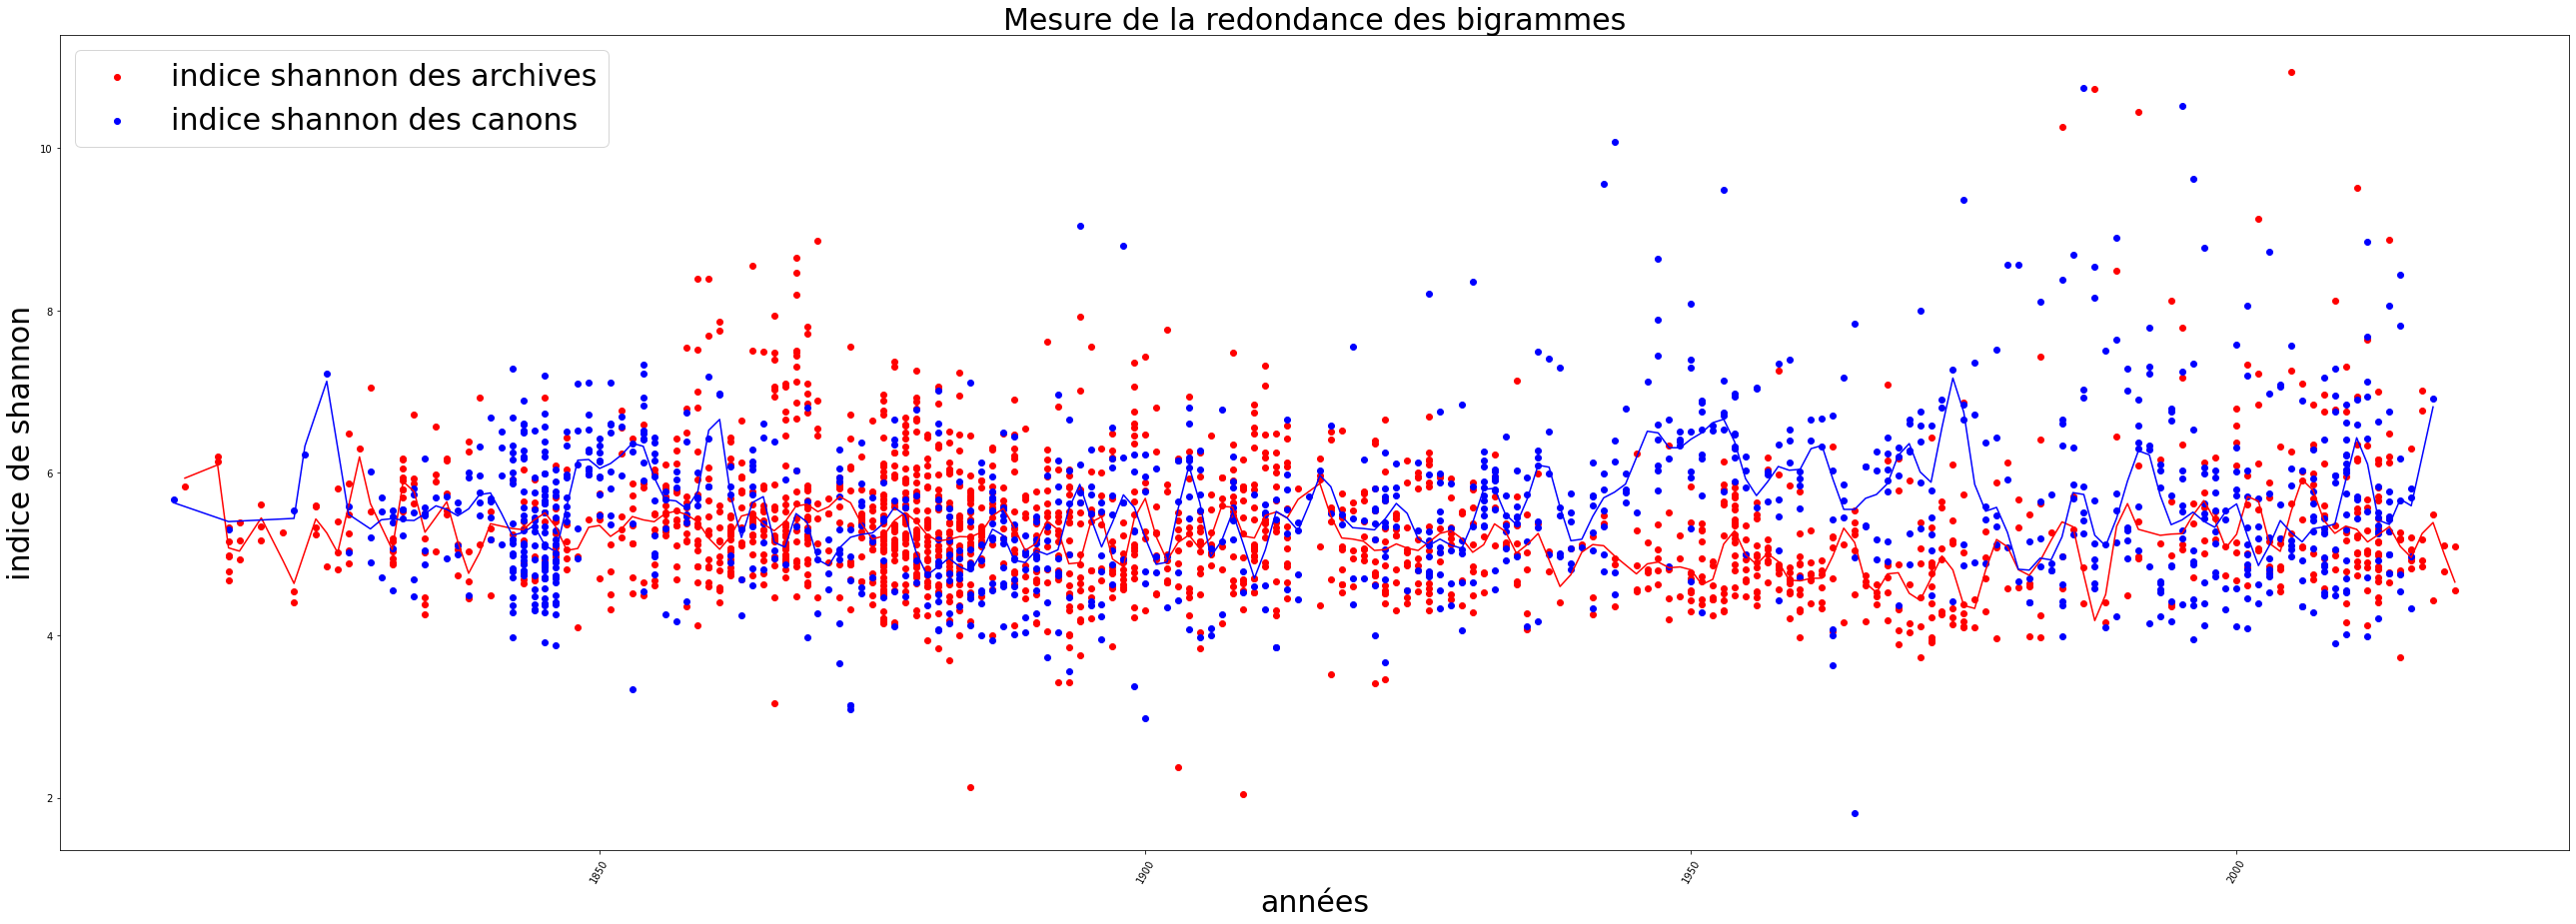 Mesure de la redondance des bigrammes
indice shannon des archives
indice shannon des canons
indice de shannon
10
8
6
4
2
1850
1900
1950
2000
années